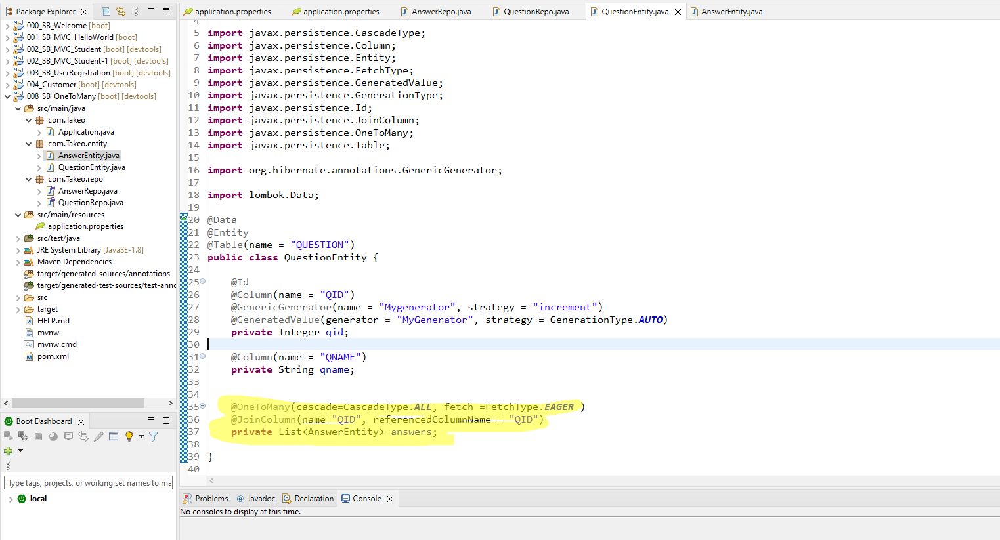 Package Explorer
000_SB_Welcome [boot]
001_SB_MVC_HelloWorld [boot]
002_SB_MVC_Student [boot] [devtools]
002_SB_MVC_Student-1 [boot] [devtools]
003_SB_UserRegistration [boot] [devtools]
004_Customer [boot] [devtools]
008_SB_OneToMany [boot] [devtools]
src/main/java
com.Takeo
Application.java
com.Takeo.entity
AnswerEntity.java
QuestionEntity.java
com.Takeo.repo
AnswerRepo.java
QuestionRepo.java
src/main/resources
application.properties
src/test/java
JRE System Library [JavaSE-1.8]
Maven Dependencies
target/generated-sources/annotations
target/generated-test-sources/test-anno
src
target
HELP.md
mvnw
mvnw.cmd
pom.xml
Boot Dashboard
Type tags, projects, or working set names to ma
local
application.properties application.properties AnswerRepo.java QuestionRepo.java QuestionEntity.java AnswerEntity.java
4
5 import javax.persistence.CascadeType;
6 import javax.persistence.Column;
7 import javax.persistence.Entity;
8 import javax.persistence.FetchType;
9 import javax.persistence.GeneratedValue;
10 import javax.persistence.GenerationType;
11 import javax.persistence.Id;
12 import javax.persistence.JoinColumn;
13 import javax.persistence.OneToMany;
14 import javax.persistence.Table;
15
16 import org.hibernate.annotations.GenericGenerator;
17
18 import lombok.Data;
19
20 @Data
21 @Entity
22 @Table(name = "QUESTION")
23 public class QuestionEntity {
24
25 @Id
26 @Column(name = "QID")
27 @GenericGenerator(name = "Mygenerator", strategy = "increment")
28 @GeneratedValue(generator = "MyGenerator", strategy = GenerationType.AUTO)
29 private Integer qid;
30
31 @Column(name = "QNAME")
32 private String qname;
33
34
35 @OneToMany(cascade=CascadeType.ALL, fetch =FetchType.EAGER )
36 @JoinColumn(name="QID", referencedColumnName = "QID")
37 private List<AnswerEntity> answers;
38
39 }
40
Problems Javadoc Declaration Console
No consoles to display at this time.